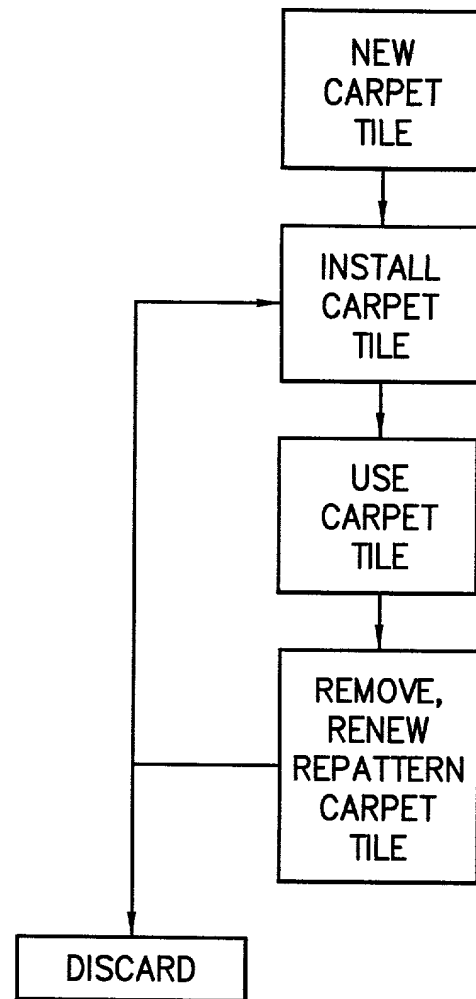 NEW
CARPET
TILE
INSTALL
CARPET
TILE
USE
CARPET
TILE
REMOVE,
RENEW
REPATTERN
CARPET
TILE
DISCARD